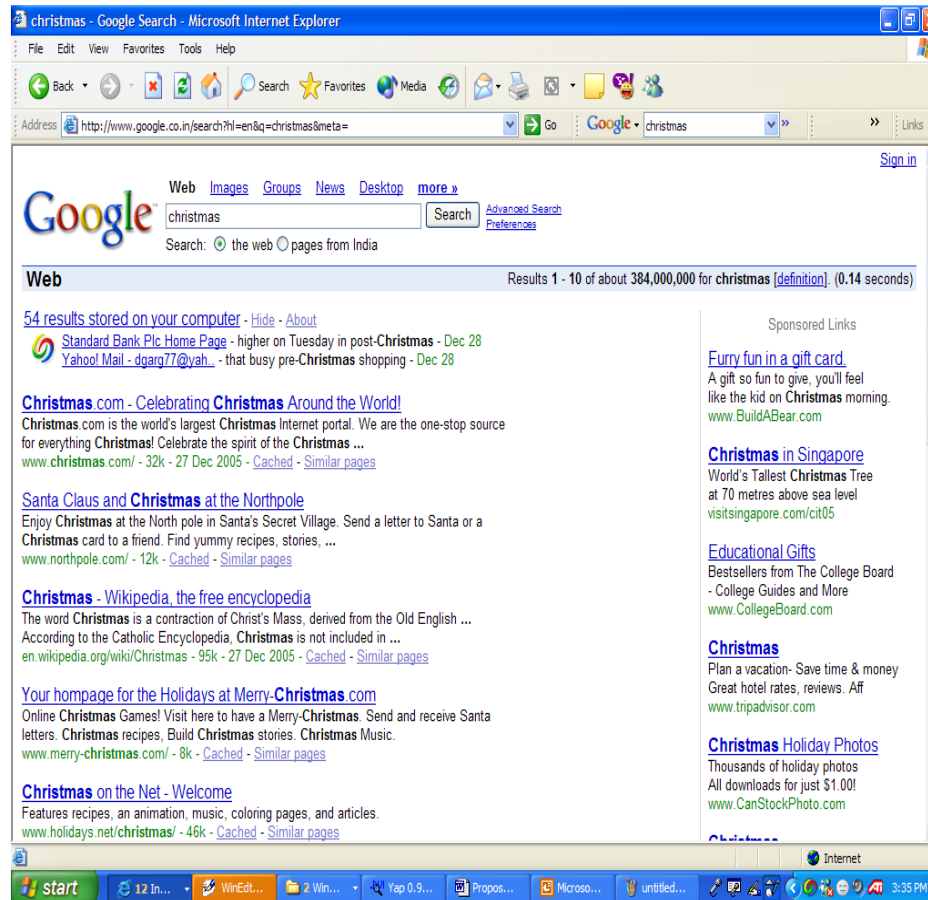 christmas - Google Search - Microsoft Internet Explorer
File Edit View Favorites Tools Help
Back Search Favorites Media
Address http://www.google.co.in/search?hl=en&q=christmas&meta= Go Google christmas » » Links
Sign in
Google™
Web Images Groups News Desktop more »
christmas Search Advanced Search
Preferences
Search: the web pages from India
Web Results 1 - 10 of about 384,000,000 for christmas [definition]. (0.14 seconds)
54 results stored on your computer - Hide - About
Standard Bank Plc Home Page - higher on Tuesday in post-Christmas - Dec 28
Yahoo! Mail - dgarg77@yah.. - that busy pre-Christmas shopping - Dec 28
Christmas.com - Celebrating Christmas Around the World!
Christmas.com is the world's largest Christmas Internet portal. We are the one-stop source
for everything Christmas! Celebrate the spirit of the Christmas ...
www.christmas.com/ - 32k - 27 Dec 2005 - Cached - Similar pages
Santa Claus and Christmas at the Northpole
Enjoy Christmas at the North pole in Santa's Secret Village. Send a letter to Santa or a
Christmas card to a friend. Find yummy recipes, stories, ...
www.northpole.com/ - 12k - Cached - Similar pages
Christmas - Wikipedia, the free encyclopedia
The word Christmas is a contraction of Christ's Mass, derived from the Old English ...
According to the Catholic Encyclopedia, Christmas is not included in ...
en.wikipedia.org/wiki/Christmas - 95k - 27 Dec 2005 - Cached - Similar pages
Your hompage for the Holidays at Merry-Christmas.com
Online Christmas Games! Visit here to have a Merry-Christmas. Send and receive Santa
letters. Christmas recipes, Build Christmas stories. Christmas Music.
www.merry-christmas.com/ - 8k - Cached - Similar pages
Christmas on the Net - Welcome
Features recipes, an animation, music, coloring pages, and articles.
www.holidays.net/christmas/ - 46k - Cached - Similar pages
Sponsored Links
Furry fun in a gift card.
A gift so fun to give, you'll feel
like the kid on Christmas morning.
www.BuildABear.com
Christmas in Singapore
World's Tallest Christmas Tree
at 70 metres above sea level
visitsingapore.com/cit05
Educational Gifts
Bestsellers from The College Board
- College Guides and More
www.CollegeBoard.com
Christmas
Plan a vacation- Save time & money
Great hotel rates, reviews. Aff
www.tripadvisor.com
Christmas Holiday Photos
Thousands of holiday photos
All downloads for just $1.00!
www.CanStockPhoto.com
Christmas
Internet
start 12 In... WinEdt... 2 Win... Yap 0.9... Propos... Microso... untitled... 3:35 PM